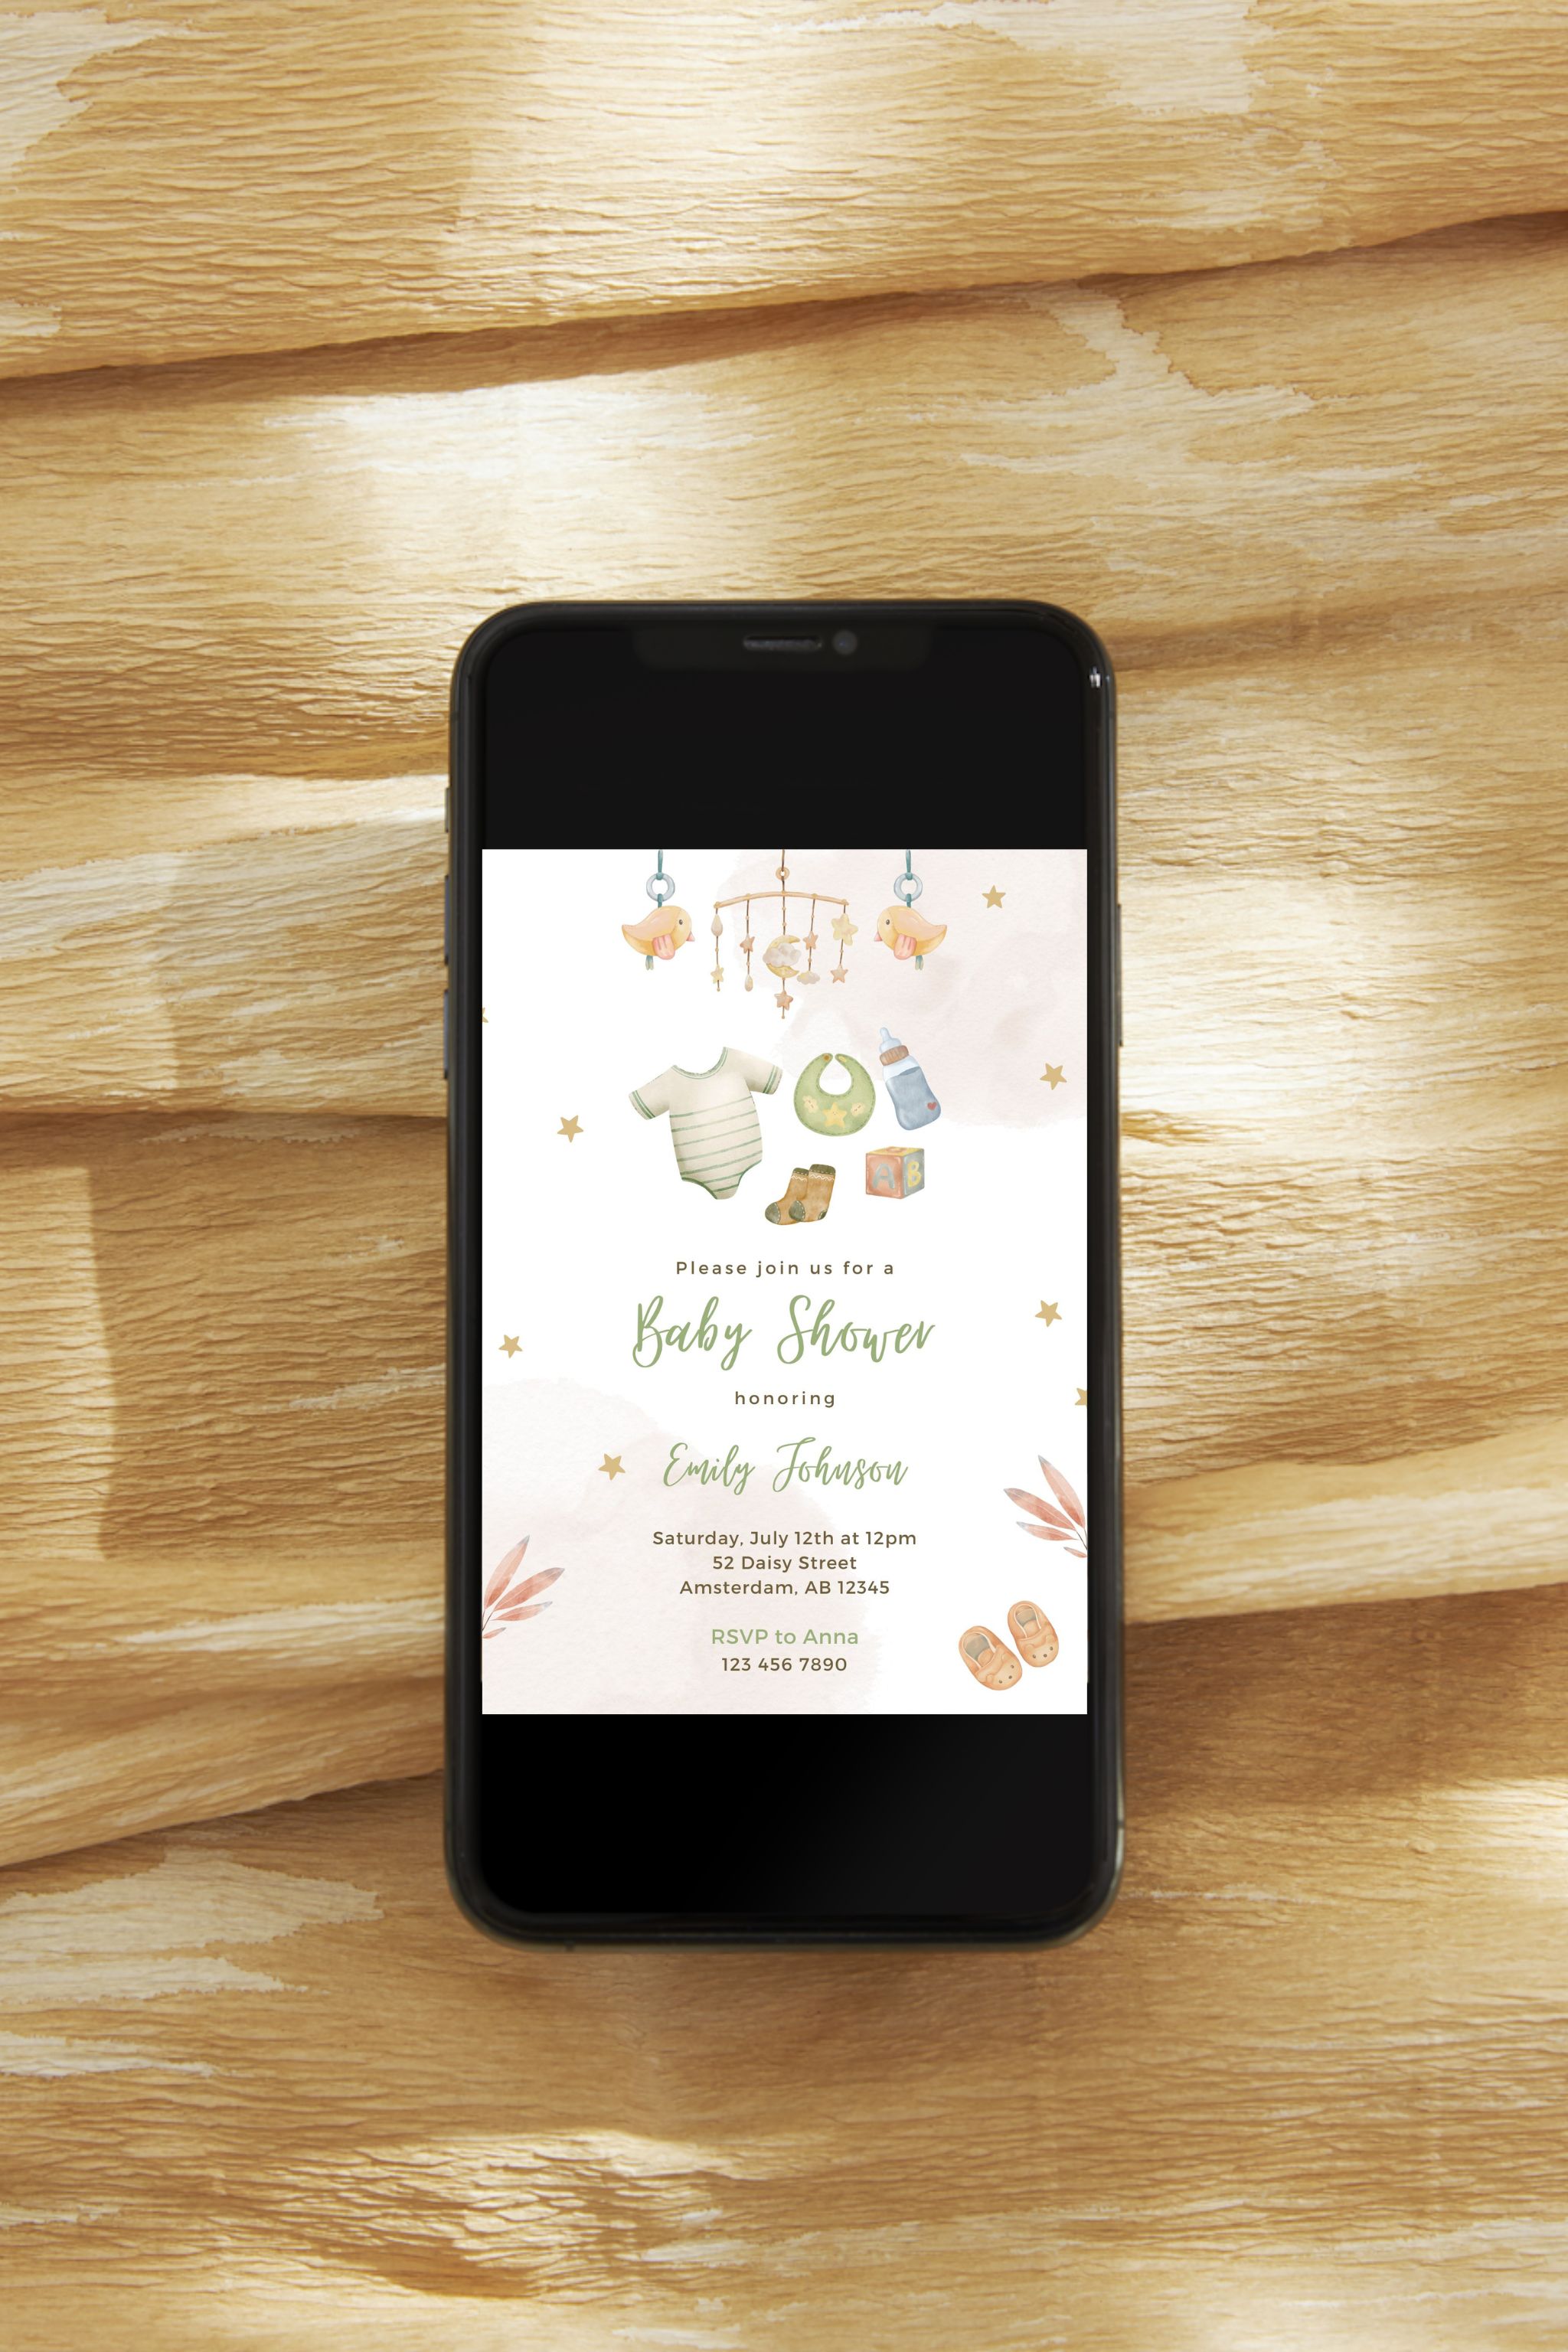 A B
Please join us for a
Baby Shower
honoring
Emily Johnson
Saturday, July 12th at 12pm
52 Daisy Street
Amsterdam, AB 12345
RSVP to Anna
123 456 7890